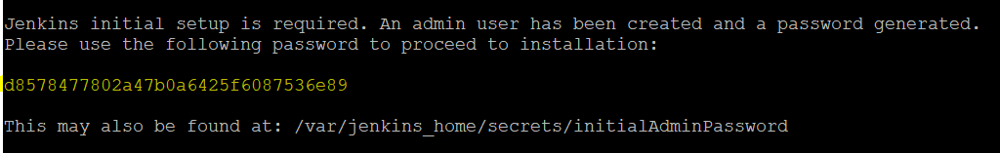 Jenkins initial setup is required. An admin user has been created and a password generated.
Please use the following password to proceed to installation:
d8578477802a47b0a6425f6087536e89
This may also be found at: /var/jenkins_home/secrets/initialAdminPassword